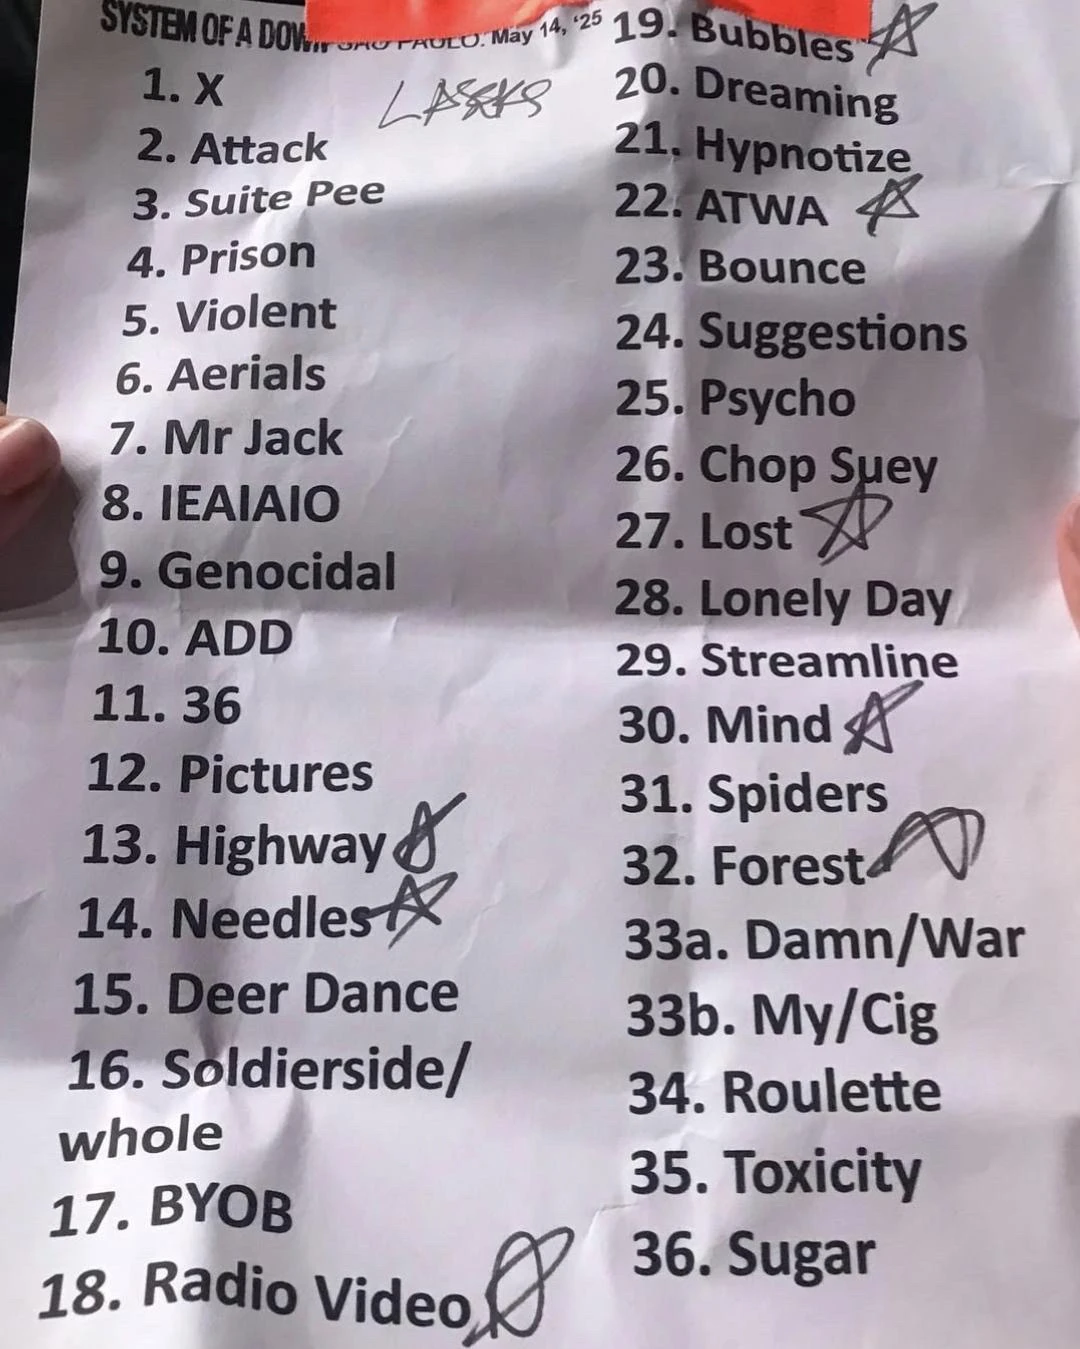 SYSTEM OF A DOWN SAO PAULO. May 14, '25
1. X
2. Attack
3. Suite Pee
4. Prison
5. Violent
6. Aerials
7. Mr Jack
8. IEAIAIO
9. Genocidal
10. ADD
11. 36
12. Pictures
13. Highway
14. Needles
15. Deer Dance
16. Soldierside/
whole
17. BYOB
18. Radio Video
19. Bubbles
20. Dreaming
21. Hypnotize
22. ATWA
23. Bounce
24. Suggestions
25. Psycho
26. Chop Suey
27. Lost
28. Lonely Day
29. Streamline
30. Mind
31. Spiders
32. Forest
33a. Damn/War
33b. My/Cig
34. Roulette
35. Toxicity
36. Sugar